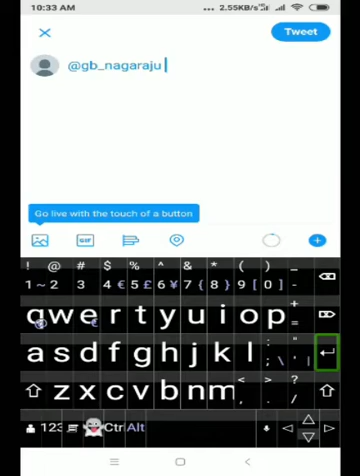 10:33 AM ... 2.55KB/s
× Tweet
@gb_nagaraju
Go live with the touch of a button
GIF
! @ # $ % ^ & * ( ) _
1 ~ 2 3 4 € 5 £ 6 ¥ 7 { 8 } 9 [ 0 ] -
q w e r t y u i o p + =
a s d f g h j k l : ; \ " ' |
z x c v b n m < , > . ? /
123 Ctrl Alt